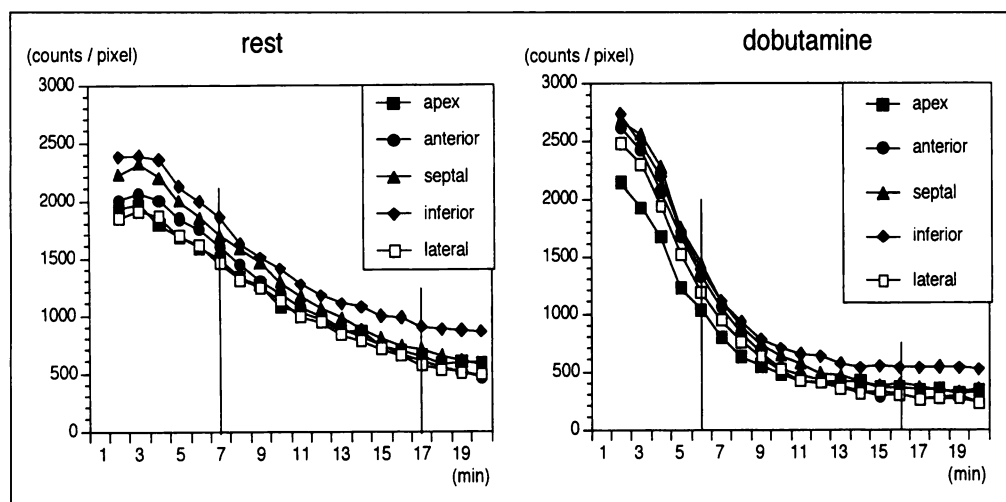 rest
(counts / pixel)
3000
2500
2000
1500
1000
500
0
1 3 5 7 9 11 13 15 17 19
(min)
apex
anterior
septal
inferior
lateral
dobutamine
(counts / pixel)
3000
2500
2000
1500
1000
500
0
1 3 5 7 9 11 13 15 17 19
(min)
apex
anterior
septal
inferior
lateral